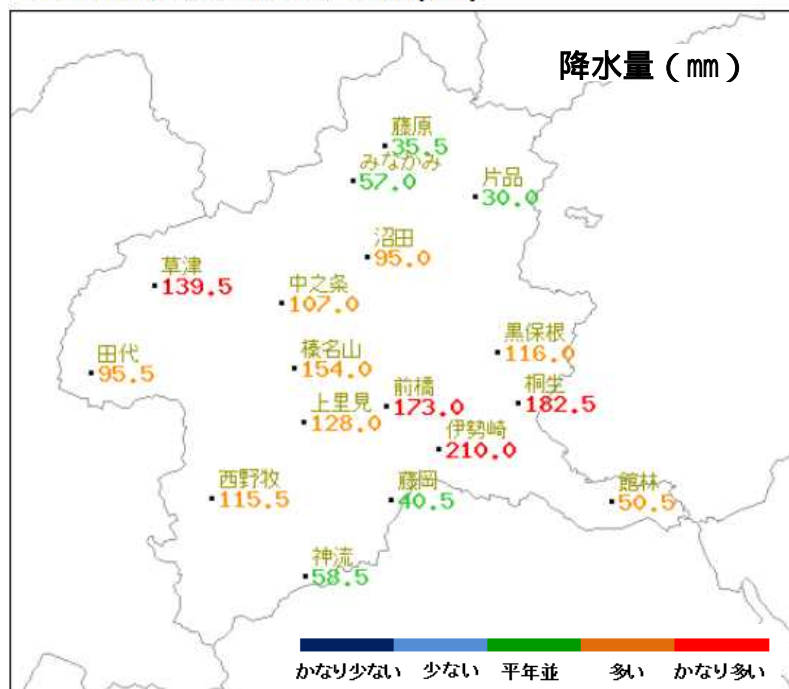 降水量(㎜)
藤原
35.5
みなかみ
57.0
片品
30.0
沼田
95.0
草津
139.5
中之条
107.0
黒保根
116.0
田代
95.5
榛名山
154.0
桐生
182.5
前橋
173.0
上里見
128.0
伊勢崎
210.0
西野牧
115.5
藤岡
40.5
館林
50.5
神流
58.5
かなり少ない 少ない 平年並 多い かなり多い